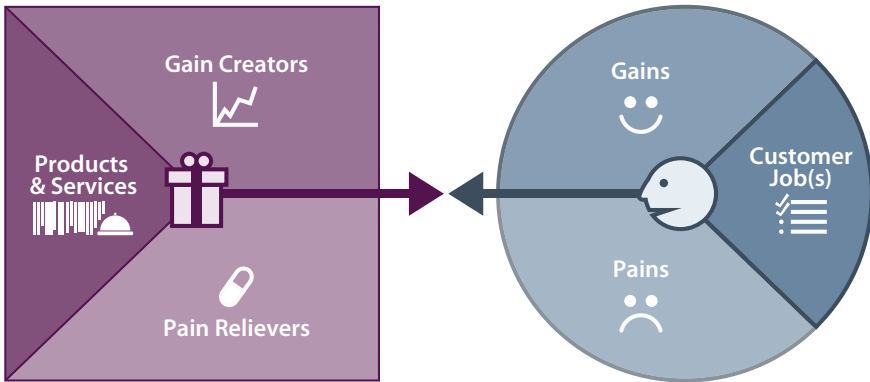 Gain Creators
Products
& Services
Pain Relievers
Gains
Customer
Job(s)
Pains